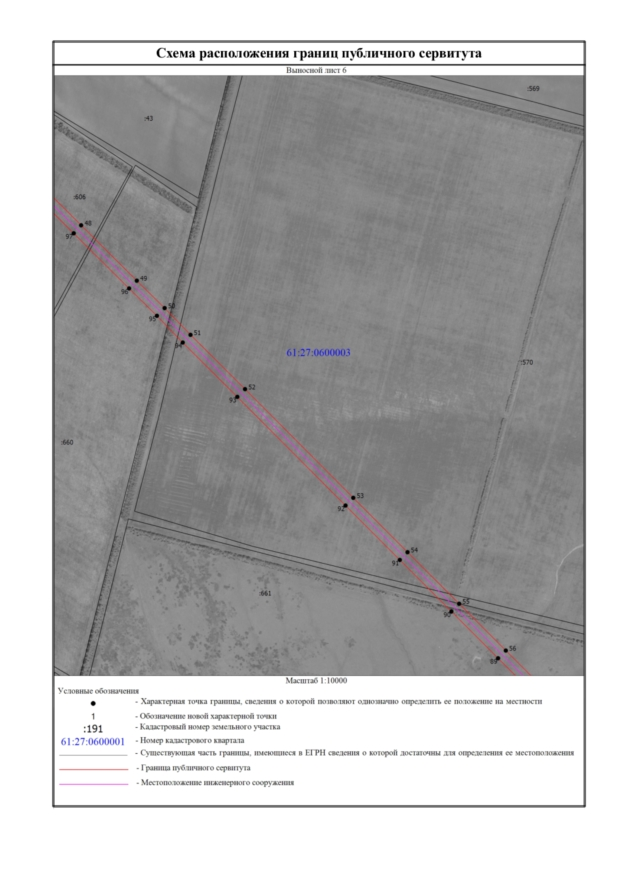 Схема расположения границ публичного сервитута
Выносной лист 6
:569
:43
:606
48
97
49
96
50
95
51
94
61:27:0600003
:570
52
93
:660
53
92
54
91
:661
55
90
56
89
Масштаб 1:10000
Условные обозначения
- Характерная точка границы, сведения о которой позволяют однозначно определить ее положение на местности
1 - Обозначение новой характерной точки
:191 - Кадастровый номер земельного участка
61:27:0600001 - Номер кадастрового квартала
- Существующая часть границы, имеющиеся в ЕГРН сведения о которой достаточны для определения ее местоположения
- Граница публичного сервитута
- Местоположение инженерного сооружения